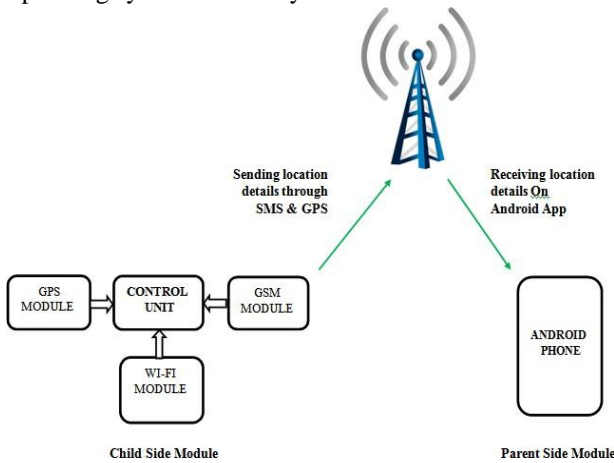 Sending location
details through
SMS & GPS
Receiving location
details On
Android App
GPS
MODULE
CONTROL
UNIT
GSM
MODULE
WI-FI
MODULE
ANDROID
PHONE
Child Side Module
Parent Side Module